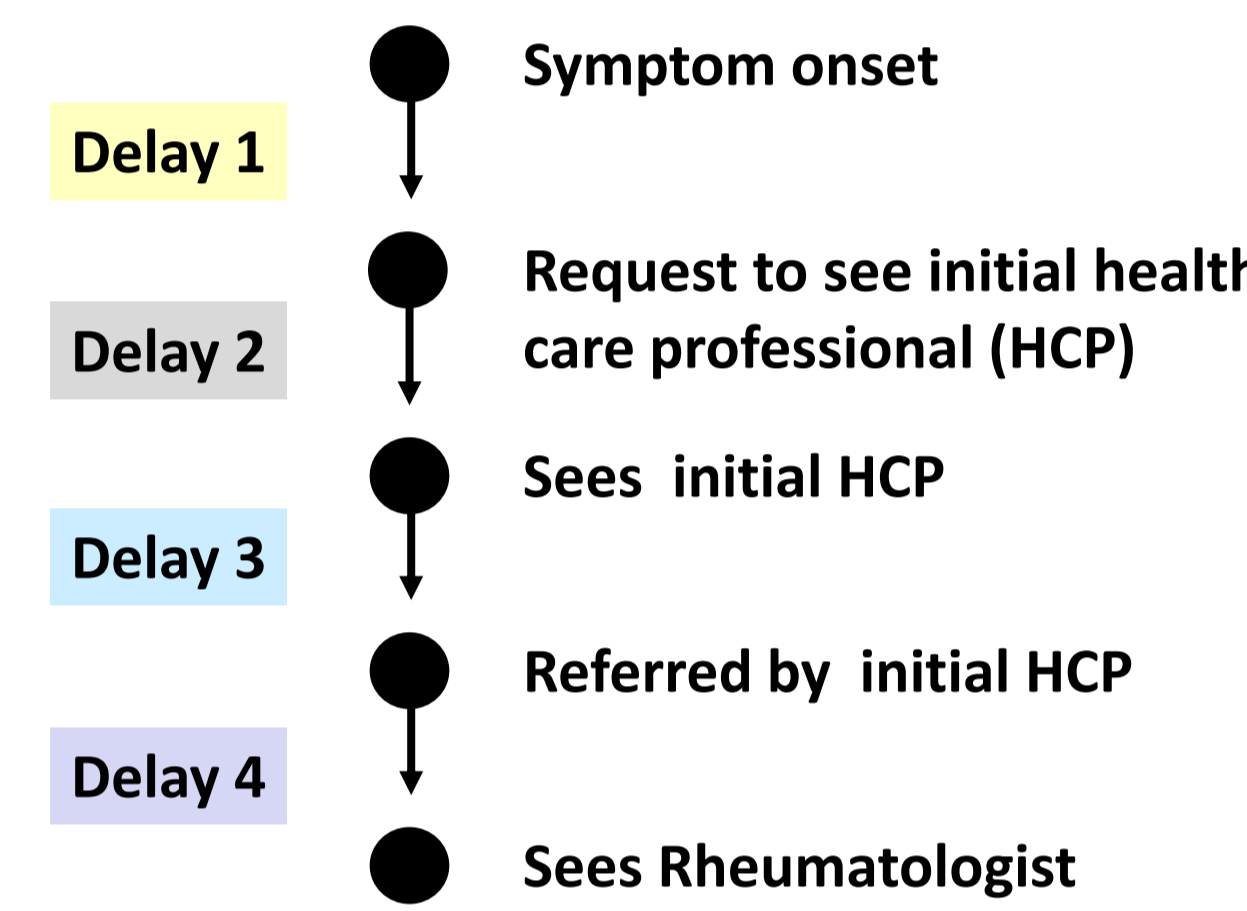 Symptom onset
Delay 1
Request to see initial health
care professional (HCP)
Delay 2
Sees initial HCP
Delay 3
Referred by initial HCP
Delay 4
Sees Rheumatologist